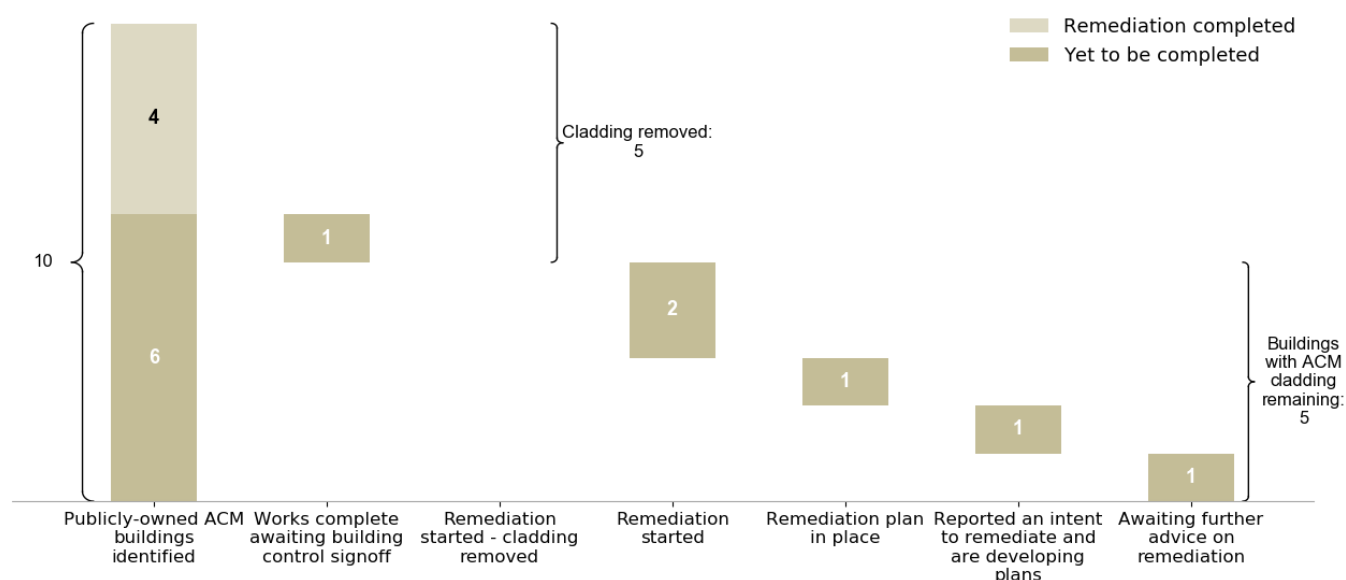 Remediation completed
Yet to be completed
4
Cladding removed:
5
1
10
2
6
Buildings
with ACM
cladding
remaining:
5
1
1
1
Publicly-owned ACM
buildings
identified
Works complete
awaiting building
control signoff
Remediation
started - cladding
removed
Remediation
started
Remediation plan
in place
Reported an intent
to remediate and
are developing
plans
Awaiting further
advice on
remediation